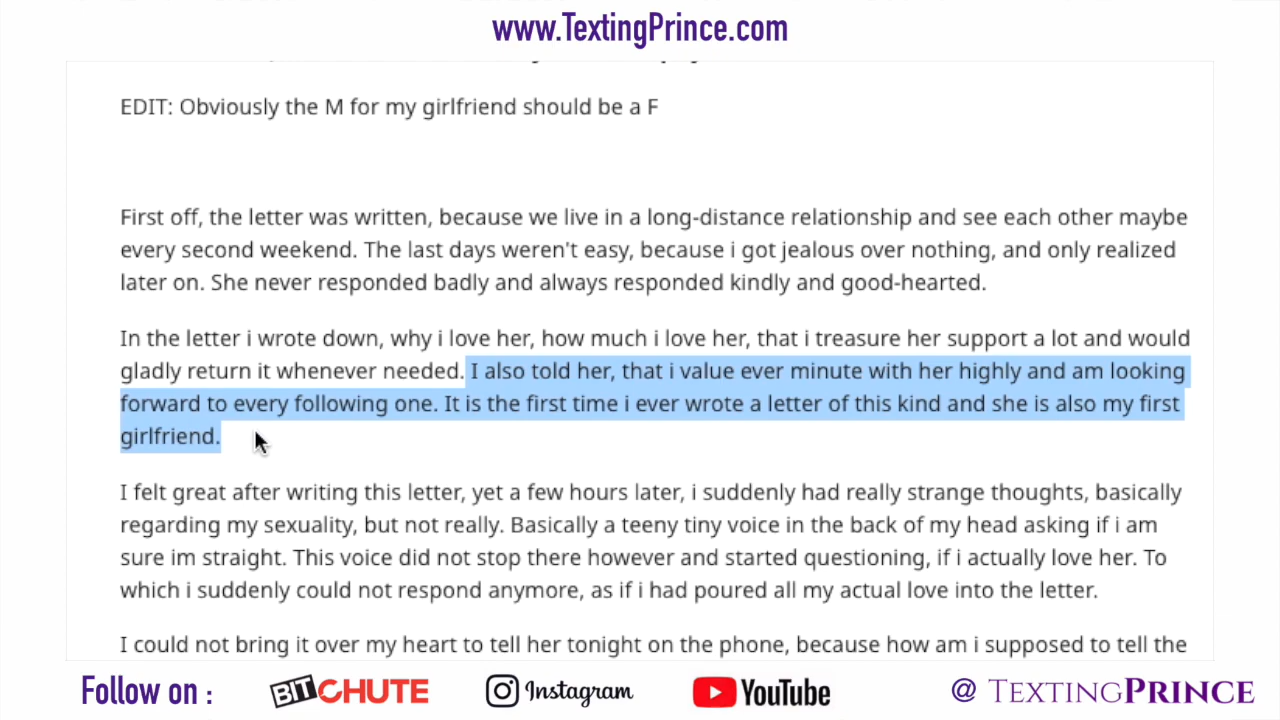 www.TextingPrince.com
EDIT: Obviously the M for my girlfriend should be a F
First off, the letter was written, because we live in a long-distance relationship and see each other maybe
every second weekend. The last days weren't easy, because i got jealous over nothing, and only realized
later on. She never responded badly and always responded kindly and good-hearted.
In the letter i wrote down, why i love her, how much i love her, that i treasure her support a lot and would
gladly return it whenever needed. I also told her, that i value ever minute with her highly and am looking
forward to every following one. It is the first time i ever wrote a letter of this kind and she is also my first
girlfriend.
I felt great after writing this letter, yet a few hours later, i suddenly had really strange thoughts, basically
regarding my sexuality, but not really. Basically a teeny tiny voice in the back of my head asking if i am
sure im straight. This voice did not stop there however and started questioning, if i actually love her. To
which i suddenly could not respond anymore, as if i had poured all my actual love into the letter.
I could not bring it over my heart to tell her tonight on the phone, because how am i supposed to tell the
Follow on : BITCHUTE Instagram YouTube @ TEXTINGPRINCE